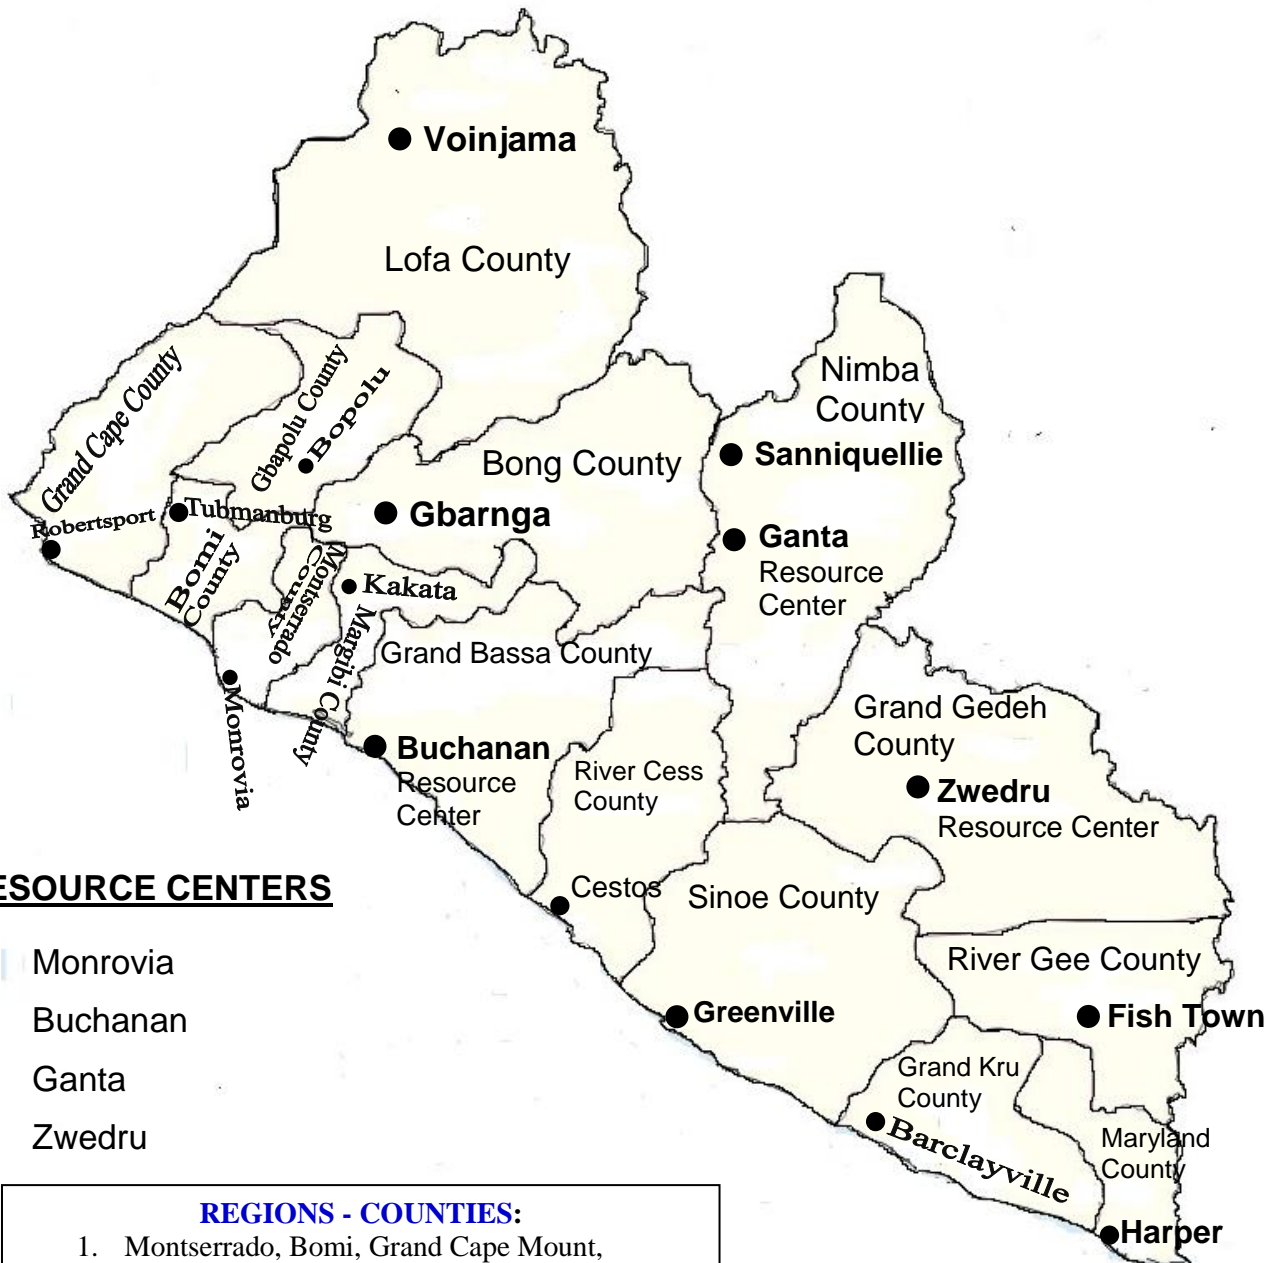 Voinjama
Lofa County
Nimba
County
Grand Cape County
Gbapolu County
Bopolu
Bong County
Sanniquellie
Robertsport
Tubmanburg
Gbarnga
Ganta
Resource
Center
Bomi
County
Montserrado
County
Kakata
Margibi County
Grand Bassa County
Monrovia
Grand Gedeh
County
Buchanan
Resource
Center
River Cess
County
Zwedru
Resource Center
ESOURCE CENTERS
Cestos
Sinoe County
Monrovia
River Gee County
Buchanan
Greenville
Fish Town
Ganta
Grand Kru
County
Zwedru
Barclayville
Maryland
County
Harper
REGIONS - COUNTIES:
1. Montserrado, Bomi, Grand Cape Mount,